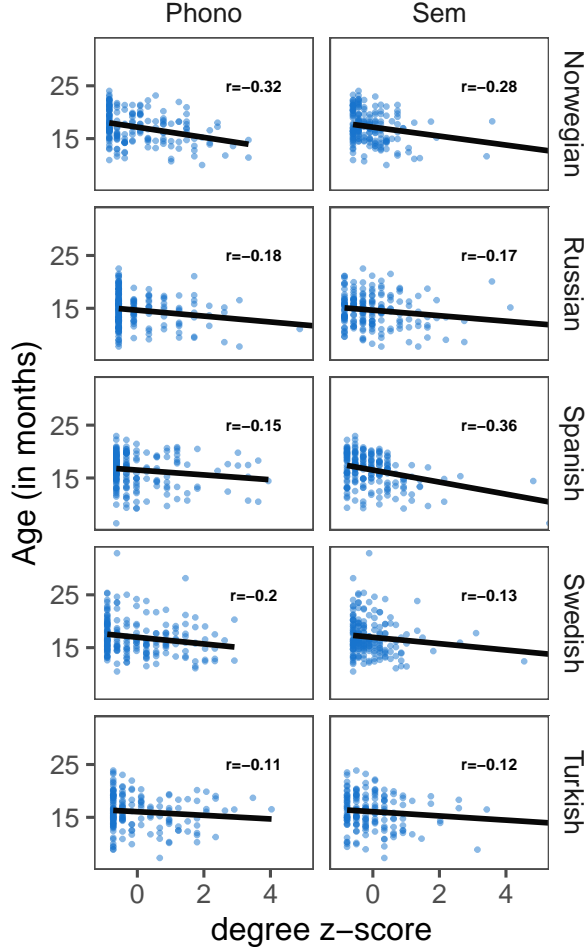 Phono Sem
25
15
r=−0.32
r=−0.28
Norwegian
25
15
r=−0.18
r=−0.17
Russian
25
15
r=−0.15
r=−0.36
Spanish
25
15
r=−0.2
r=−0.13
Swedish
25
15
r=−0.11
r=−0.12
Turkish
Age (in months)
0 2 4 0 2 4
degree z−score